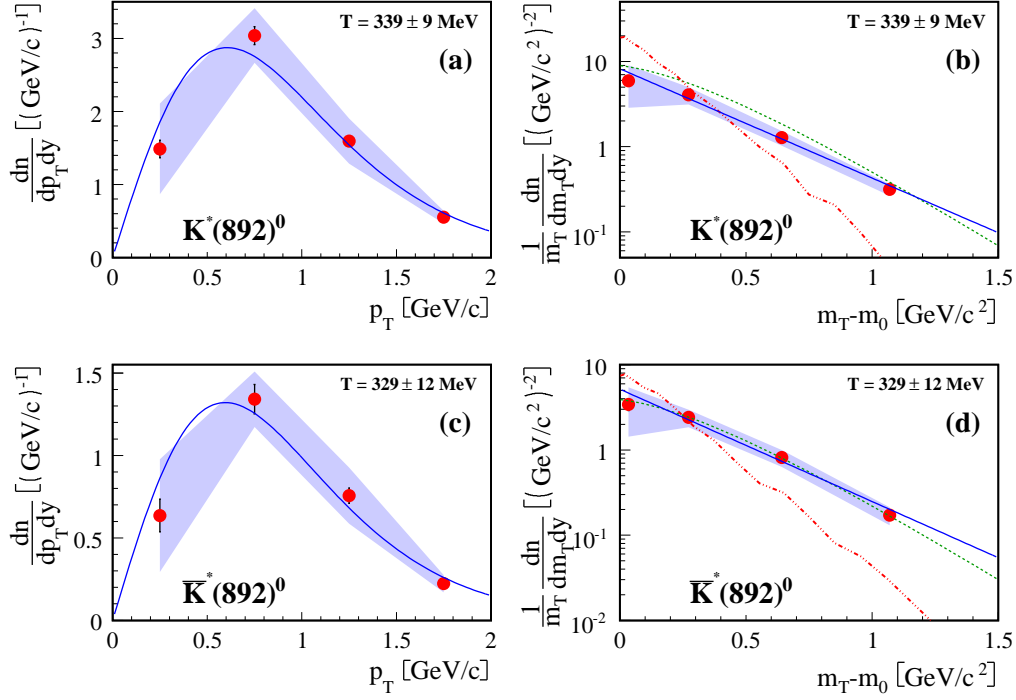 T = 339 ± 9 MeV
(a)
dn/dp_T dy [(GeV/c)^-1]
3
2
1
0
K^*(892)^0
0 0.5 1 1.5 2
p_T [GeV/c]
T = 339 ± 9 MeV
(b)
1/m_T dn/dm_T dy [(GeV/c^2)^-2]
10
1
10^-1
K^*(892)^0
0 0.5 1 1.5
m_T-m_0 [GeV/c^2]
T = 329 ± 12 MeV
(c)
dn/dp_T dy [(GeV/c)^-1]
1.5
1
0.5
0
K̅^*(892)^0
0 0.5 1 1.5 2
p_T [GeV/c]
T = 329 ± 12 MeV
(d)
1/m_T dn/dm_T dy [(GeV/c^2)^-2]
10
1
10^-1
10^-2
K̅^*(892)^0
0 0.5 1 1.5
m_T-m_0 [GeV/c^2]